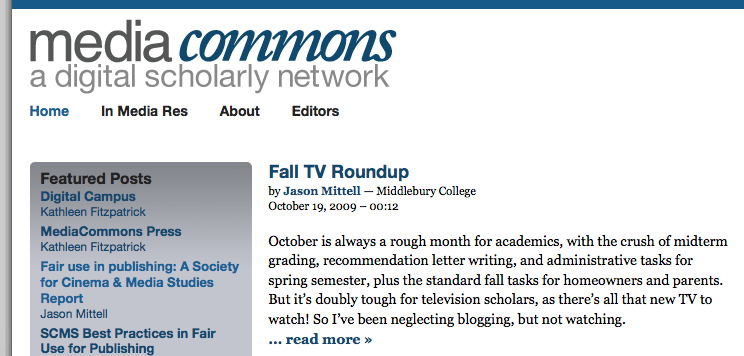 media commons
a digital scholarly network
Home In Media Res About Editors
Featured Posts
Digital Campus
Kathleen Fitzpatrick
MediaCommons Press
Kathleen Fitzpatrick
Fair use in publishing: A Society
for Cinema & Media Studies
Report
Jason Mittell
SCMS Best Practices in Fair
Use for Publishing
Fall TV Roundup
by Jason Mittell — Middlebury College
October 19, 2009 – 00:12
October is always a rough month for academics, with the crush of midterm
grading, recommendation letter writing, and administrative tasks for
spring semester, plus the standard fall tasks for homeowners and parents.
But it’s doubly tough for television scholars, as there’s all that new TV to
watch! So I’ve been neglecting blogging, but not watching.
... read more »